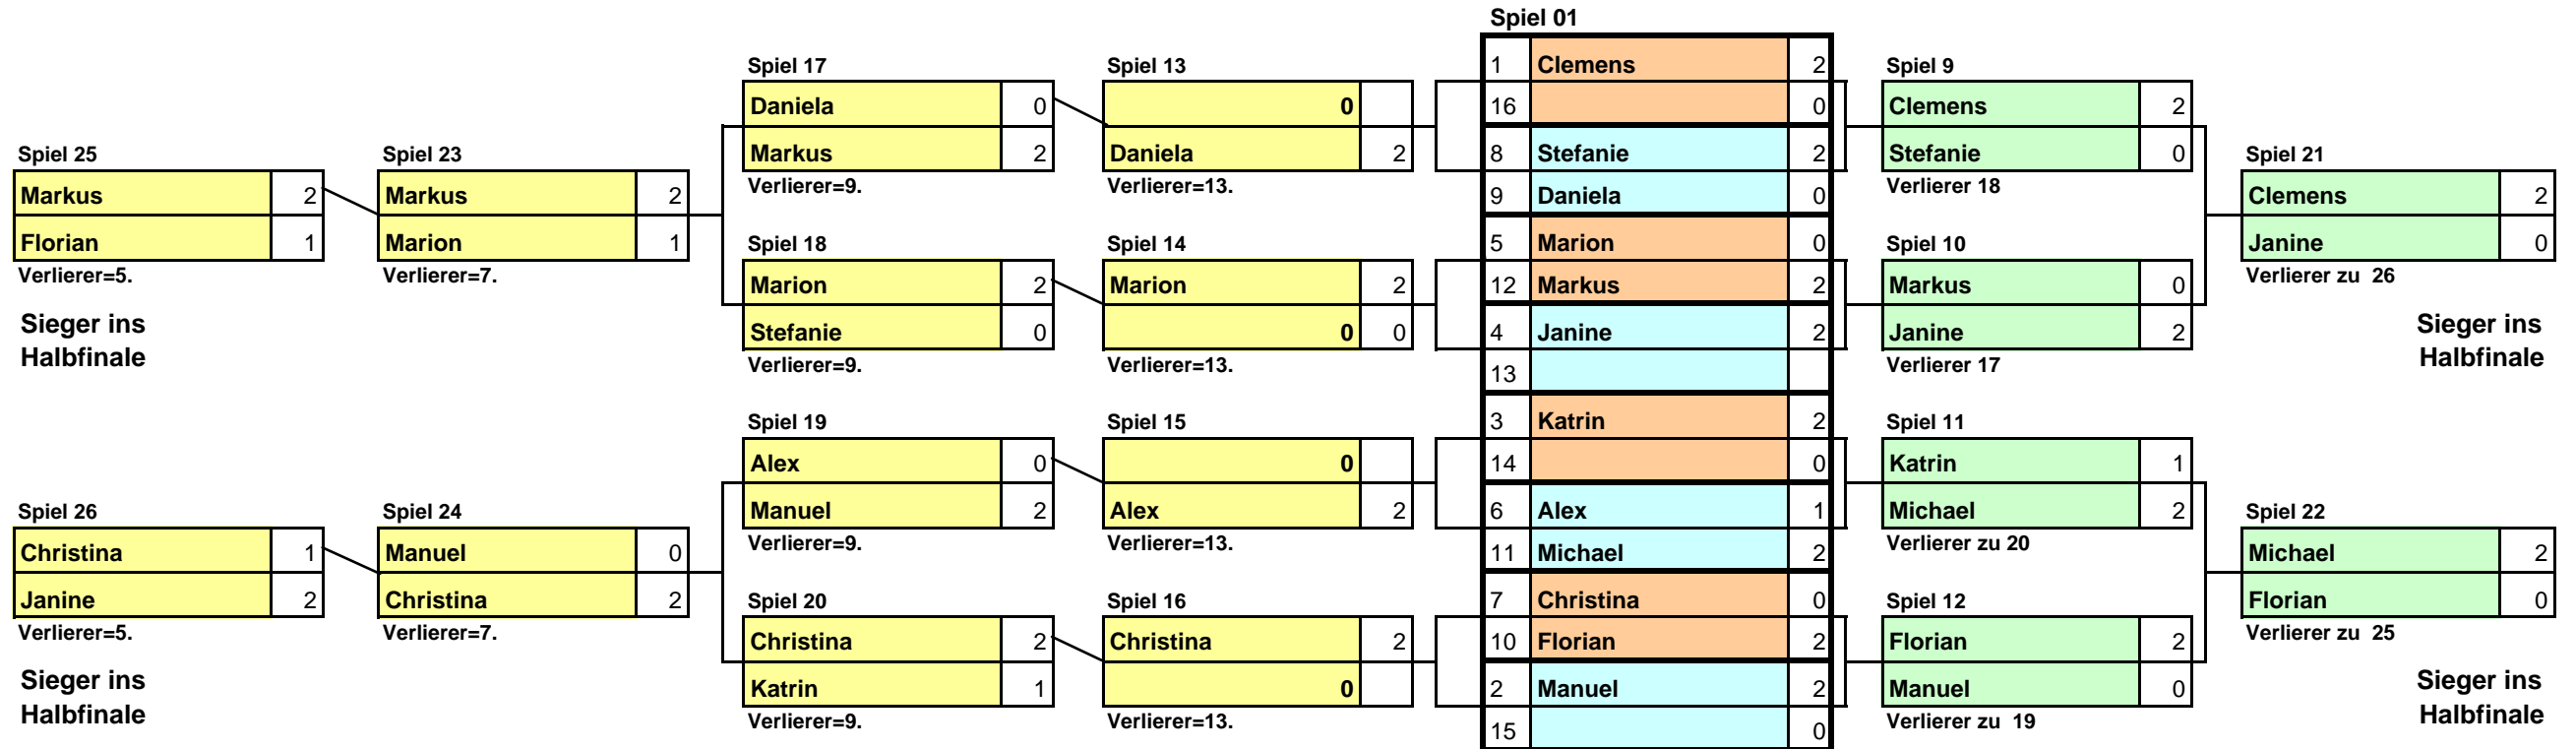 Spiel 01
1 Clemens 2
Spiel 17 Spiel 13 Spiel 9
Daniela 0 0 16 0 Clemens 2
Spiel 25 Spiel 23 Markus 2 Daniela 2 8 Stefanie 2 Stefanie 0 Spiel 21
Markus 2 Markus 2 Verlierer=9. Verlierer=13. 9 Daniela 0 Verlierer 18 Clemens 2
Florian 1 Marion 1 Spiel 18 Spiel 14 5 Marion 0 Spiel 10 Janine 0
Verlierer=5. Verlierer=7. Marion 2 Marion 2 12 Markus 2 Markus 0 Verlierer zu 26
Sieger ins Stefanie 0 0 0 4 Janine 2 Janine 2 Sieger ins
Halbfinale Verlierer=9. Verlierer=13. 13 Verlierer 17 Halbfinale
Spiel 19 Spiel 15 3 Katrin 2 Spiel 11
Alex 0 0 14 0 Katrin 1
Spiel 26 Spiel 24 Manuel 2 Alex 2 6 Alex 1 Michael 2 Spiel 22
Christina 1 Manuel 0 Verlierer=9. Verlierer=13. 11 Michael 2 Verlierer zu 20 Michael 2
Janine 2 Christina 2 Spiel 20 Spiel 16 7 Christina 0 Spiel 12 Florian 0
Verlierer=5. Verlierer=7. Christina 2 Christina 2 10 Florian 2 Florian 2 Verlierer zu 25
Sieger ins Katrin 1 0 2 Manuel 2 Manuel 0 Sieger ins
Halbfinale Verlierer=9. Verlierer=13. 15 0 Verlierer zu 19 Halbfinale